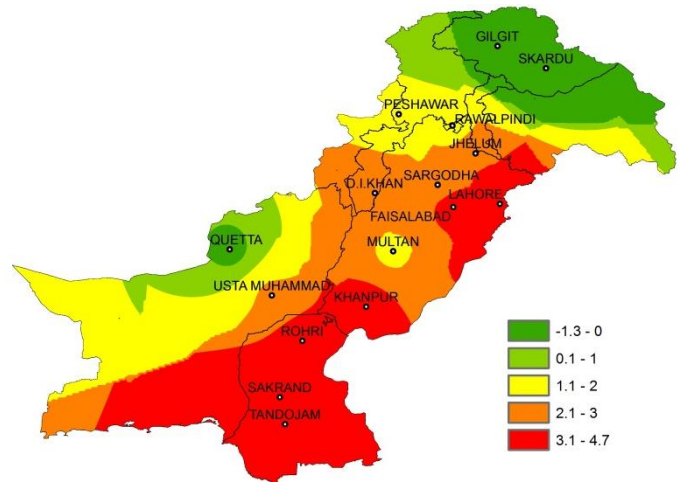 GILGIT
SKARDU
PESHAWAR
RAWALPINDI
JHELUM
SARGODHA
D.I.KHAN
LAHORE
FAISALABAD
MULTAN
QUETTA
USTA MUHAMMAD
KHANPUR
ROHRI
SAKRAND
TANDOJAM
-1.3 - 0
0.1 - 1
1.1 - 2
2.1 - 3
3.1 - 4.7